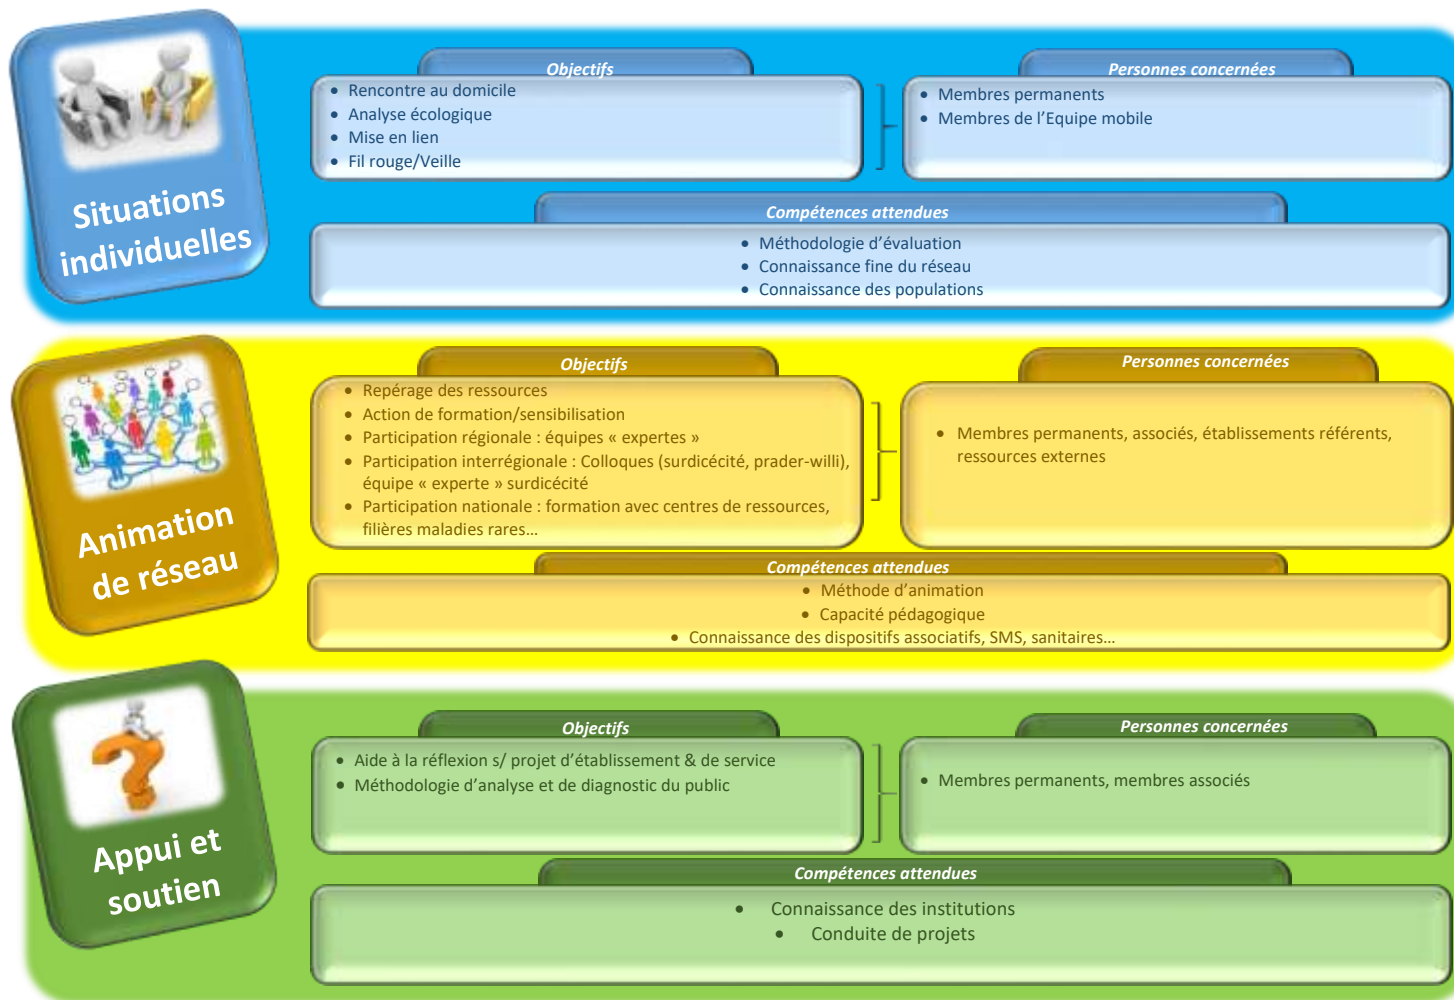 Situations
individuelles
Objectifs
• Rencontre au domicile
• Analyse écologique
• Mise en lien
• Fil rouge/Veille
Personnes concernées
• Membres permanents
• Membres de l'Equipe mobile
Compétences attendues
• Méthodologie d'évaluation
• Connaissance fine du réseau
• Connaissance des populations
Animation
de réseau
Objectifs
• Repérage des ressources
• Action de formation/sensibilisation
• Participation régionale : équipes « expertes »
• Participation interrégionale : Colloques (surdicécité, prader-willi),
équipe « experte » surdicécité
• Participation nationale : formation avec centres de ressources,
filières maladies rares…
Personnes concernées
• Membres permanents, associés, établissements référents,
ressources externes
Compétences attendues
• Méthode d'animation
• Capacité pédagogique
• Connaissance des dispositifs associatifs, SMS, sanitaires…
Appui et
soutien
Objectifs
• Aide à la réflexion s/ projet d'établissement & de service
• Méthodologie d'analyse et de diagnostic du public
Personnes concernées
• Membres permanents, membres associés
Compétences attendues
• Connaissance des institutions
• Conduite de projets